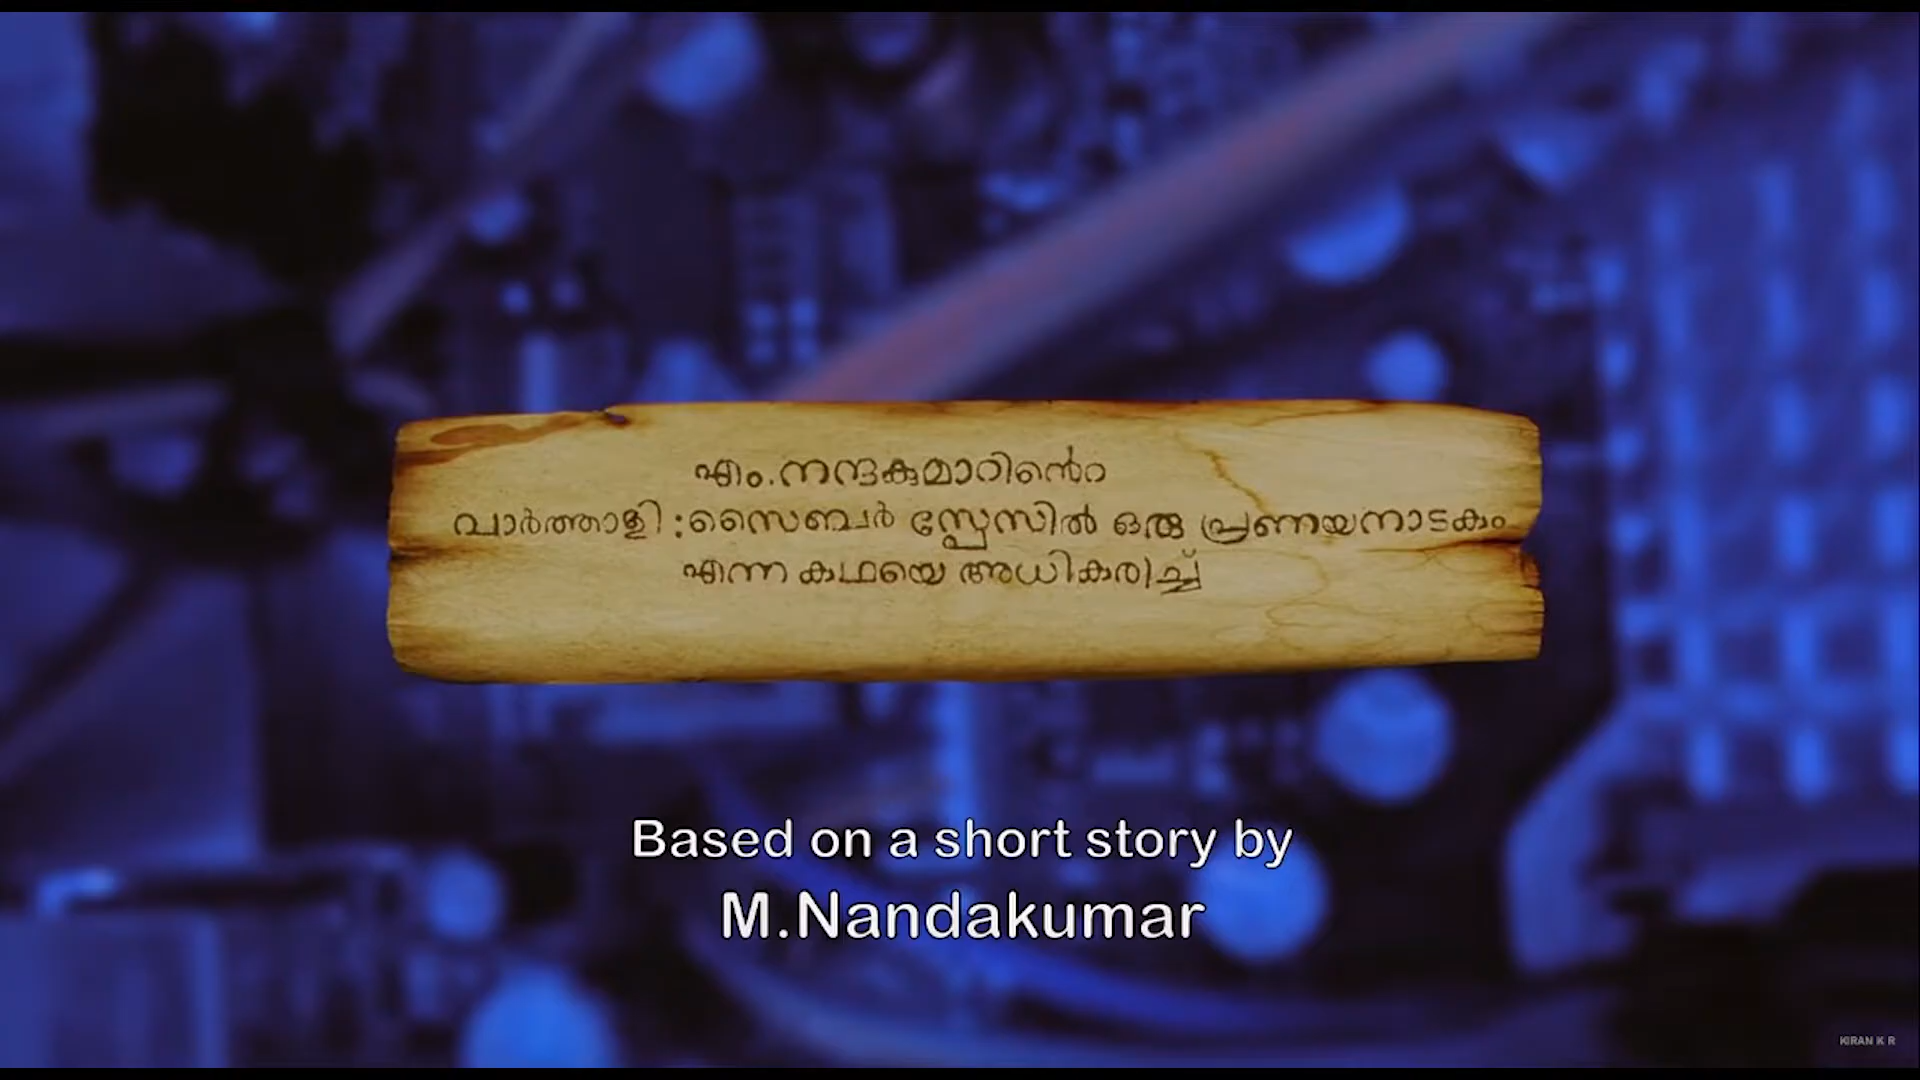 എം.നന്ദകുമാറിൻെറ
വാർത്താളി :സൈബർ സ്പേസിൽ ഒരു പ്രണയനാടകം
എന്ന കഥയെ അധികരിച്ച്
Based on a short story by
M.Nandakumar
KIRAN K R